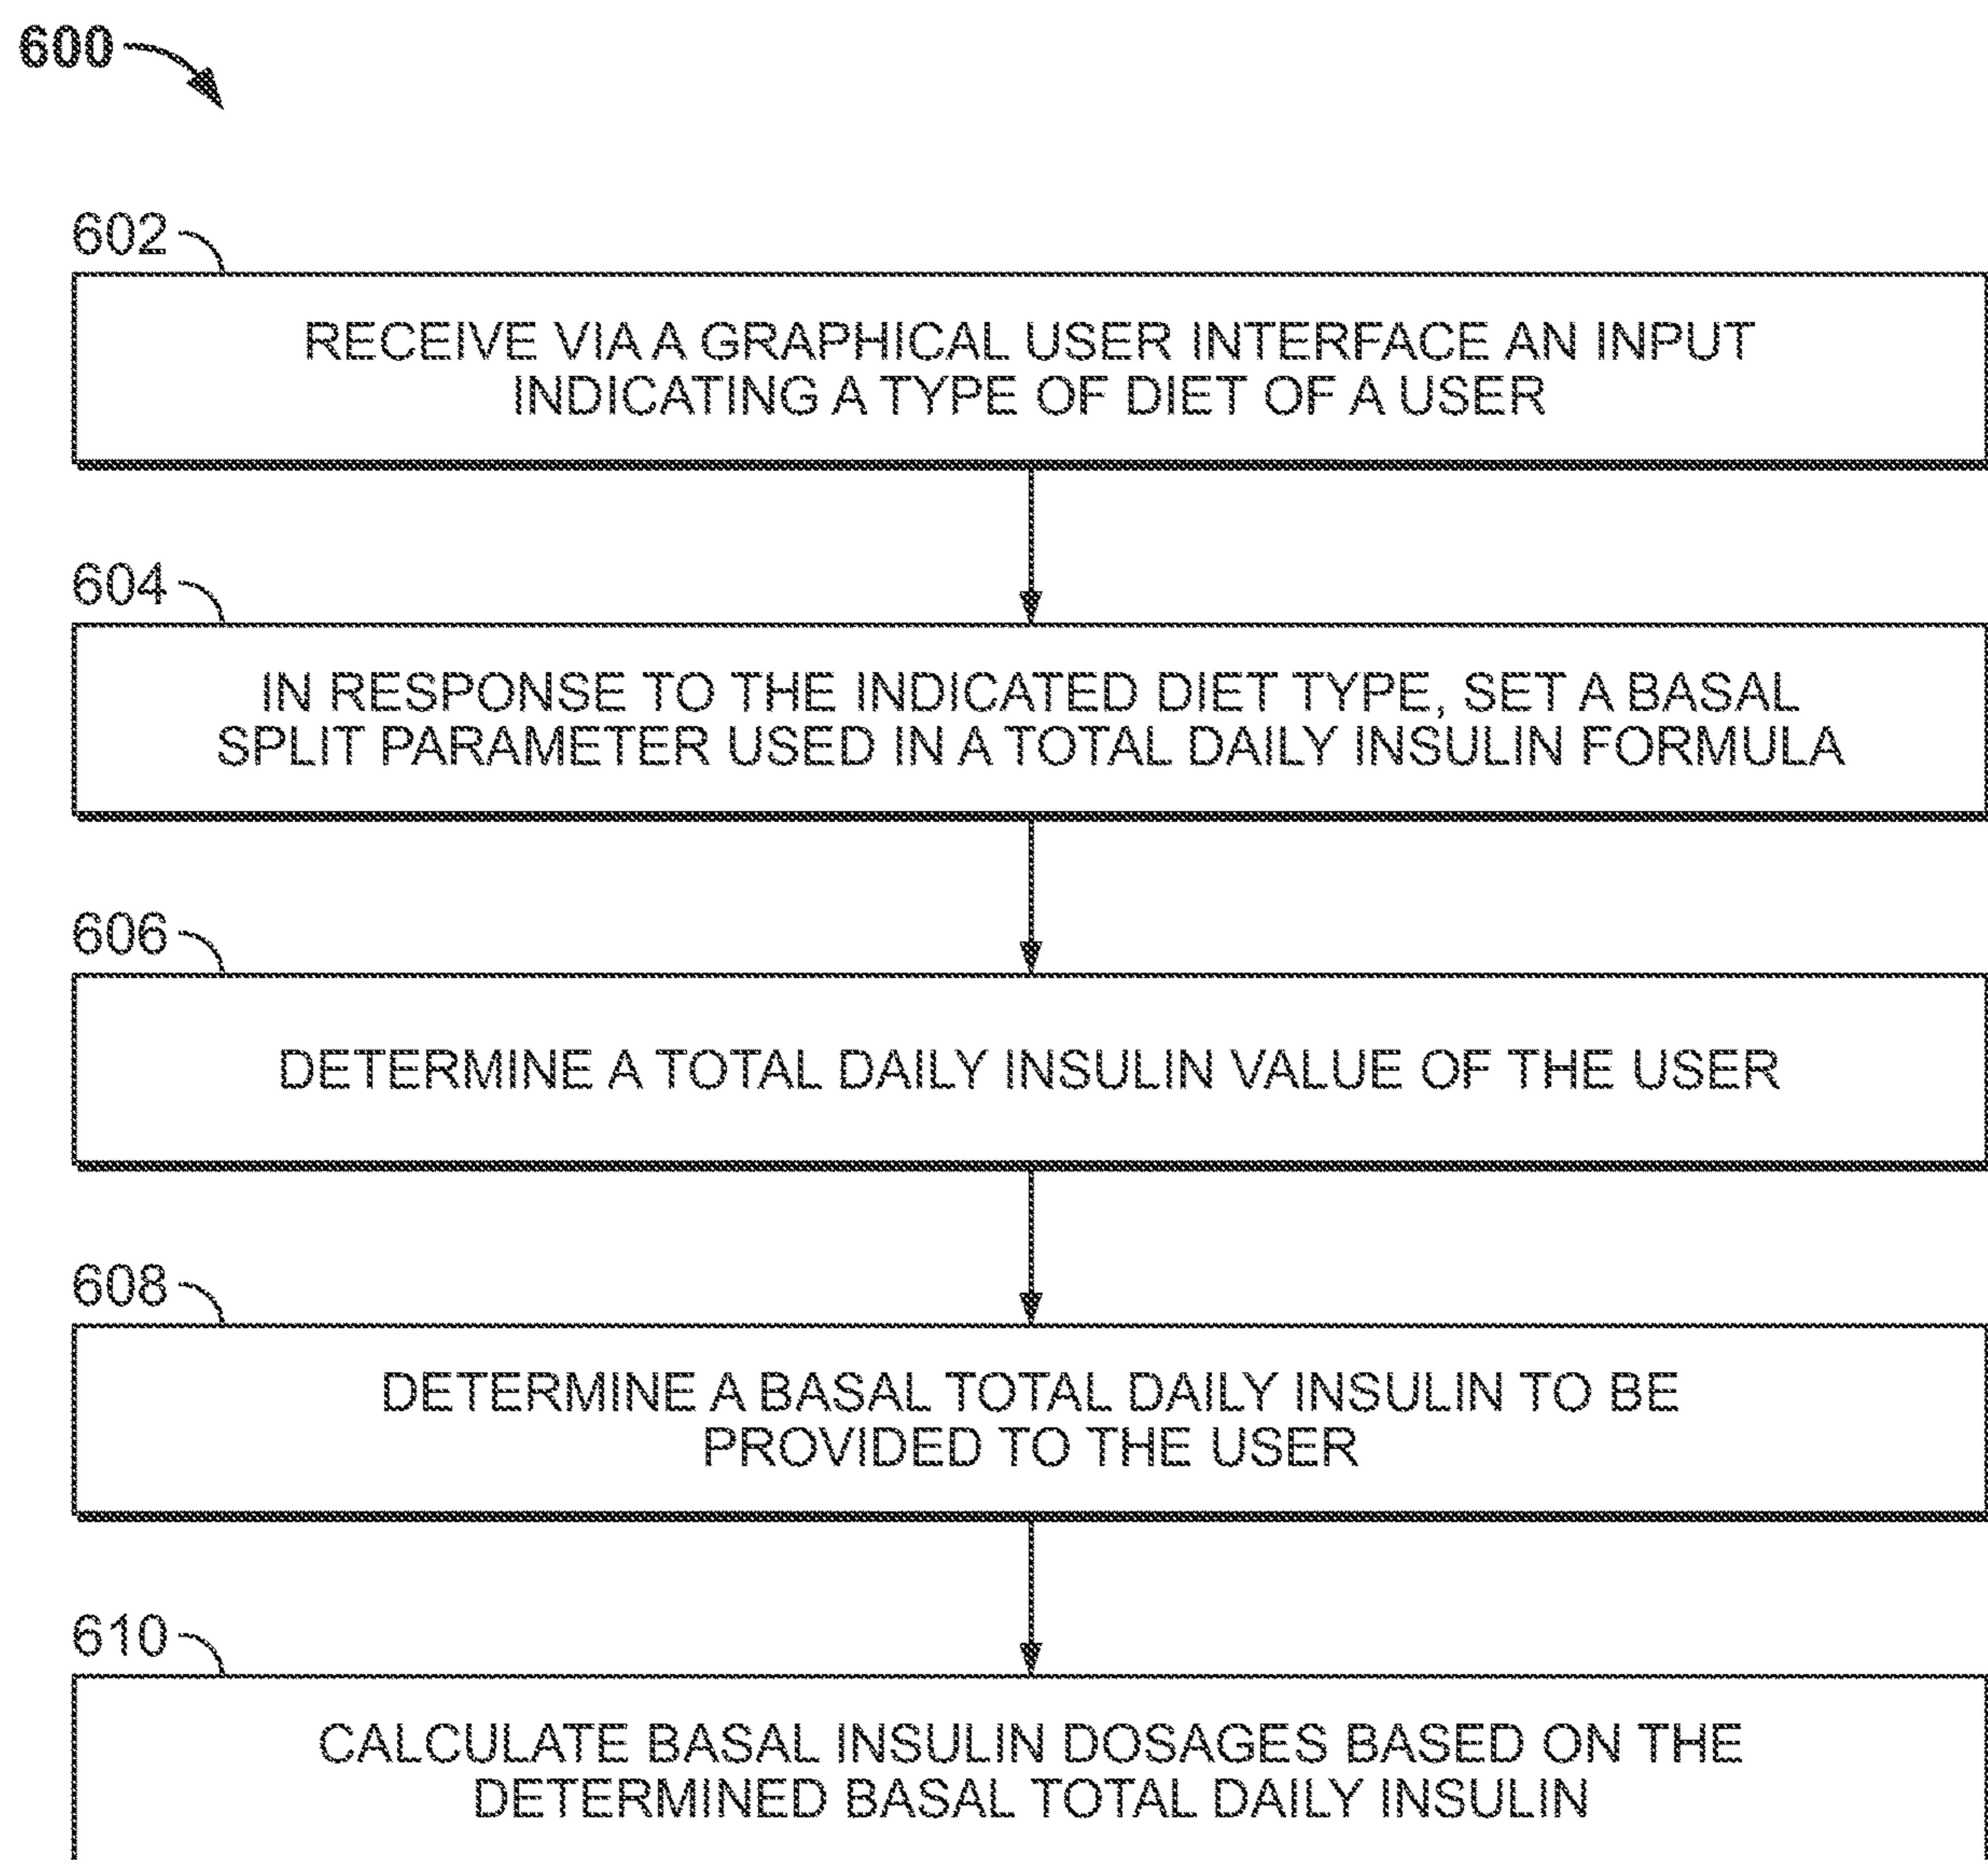 600
602
RECEIVE VIA A GRAPHICAL USER INTERFACE AN INPUT
INDICATING A TYPE OF DIET OF A USER
604
IN RESPONSE TO THE INDICATED DIET TYPE, SET A BASAL
SPLIT PARAMETER USED IN A TOTAL DAILY INSULIN FORMULA
606
DETERMINE A TOTAL DAILY INSULIN VALUE OF THE USER
608
DETERMINE A BASAL TOTAL DAILY INSULIN TO BE
PROVIDED TO THE USER
610
CALCULATE BASAL INSULIN DOSAGES BASED ON THE
DETERMINED BASAL TOTAL DAILY INSULIN